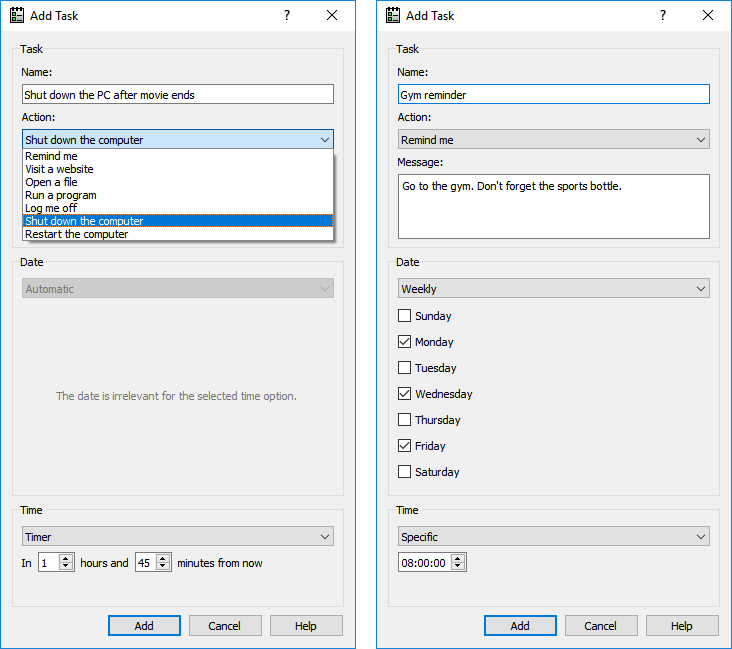 Add Task
?
Task
Name:
Shut down the PC after movie ends
Action:
Shut down the computer
Remind me
Visit a website
Open a file
Run a program
Log me off
Shut down the computer
Restart the computer
Date
Automatic
The date is irrelevant for the selected time option.
Time
Timer
In 1 hours and 45 minutes from now
Add Cancel Help
Add Task
?
Task
Name:
Gym reminder
Action:
Remind me
Message:
Go to the gym. Don't forget the sports bottle.
Date
Weekly
Sunday
Monday
Tuesday
Wednesday
Thursday
Friday
Saturday
Time
Specific
08:00:00
Add Cancel Help